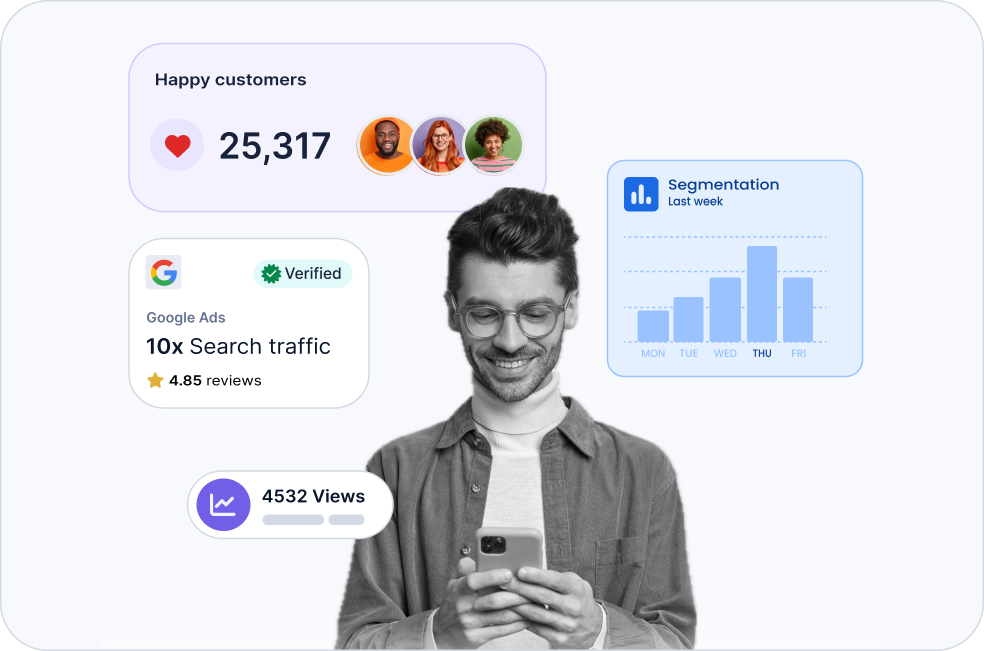 Happy customers
25,317
Segmentation
Last week
MON TUE WED THU FRI
Verified
Google Ads
10x Search traffic
4.85 reviews
4532 Views